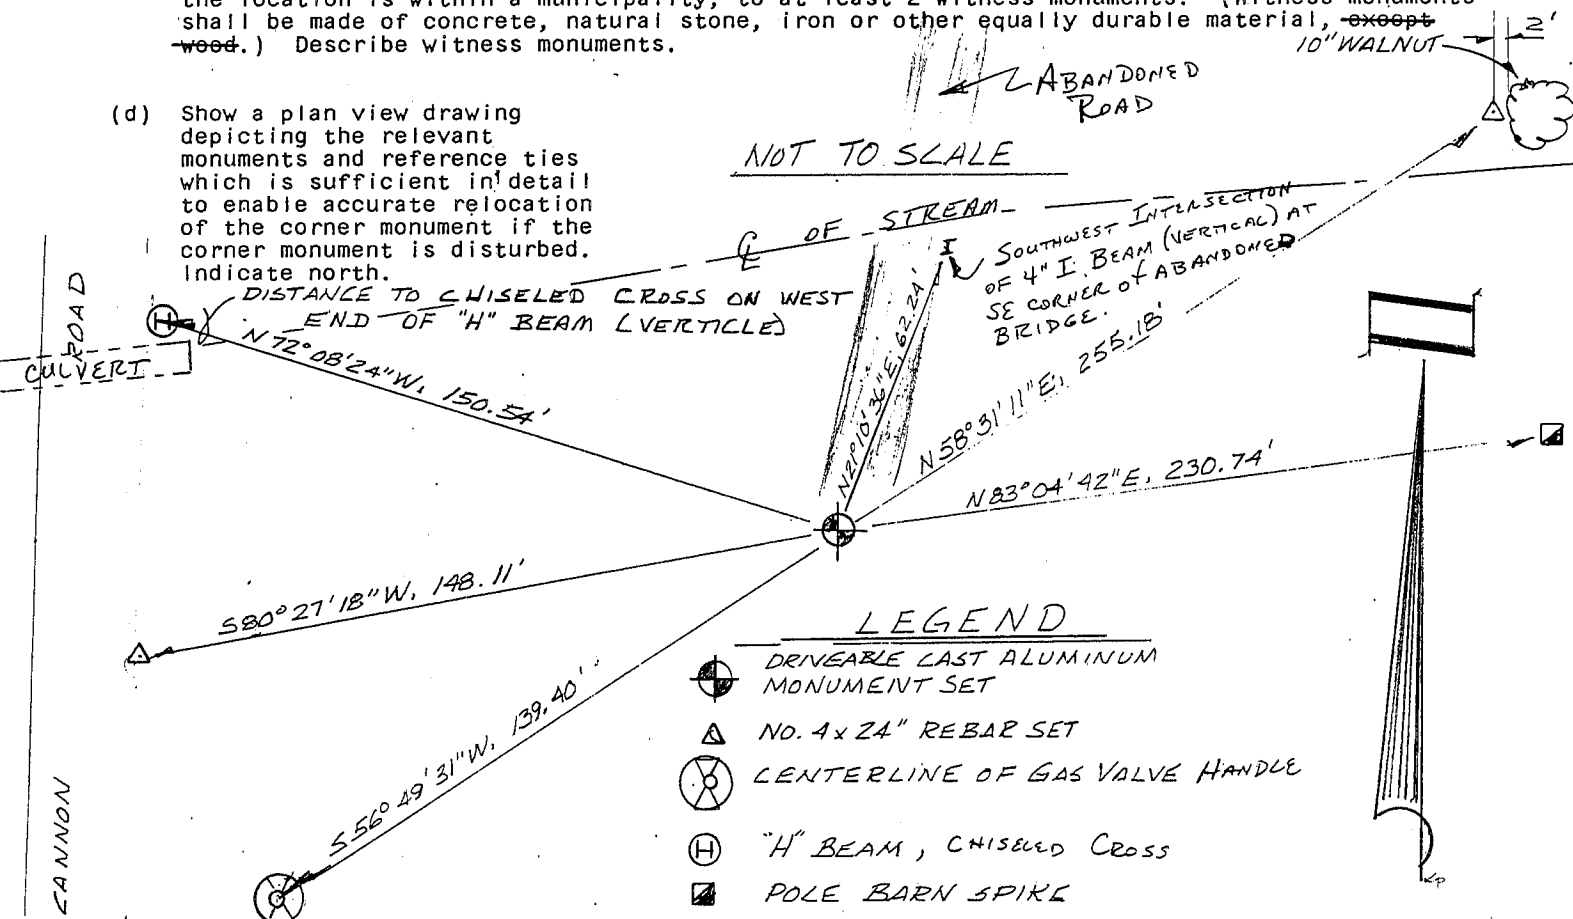 the location is within a municipality, to at least 2 witness monuments. (Witness monuments
shall be made of concrete, natural stone, iron or other equally durable material, except
wood.) Describe witness monuments.
2'
10" WALNUT
ABANDONED
ROAD
(d) Show a plan view drawing
depicting the relevant
monuments and reference ties
which is sufficient in detail
to enable accurate relocation
of the corner monument if the
corner monument is disturbed.
Indicate north.
NOT TO SCALE
℄ OF STREAM
SOUTHWEST INTERSECTION
OF 4" I BEAM (VERTICAL) AT
SE CORNER of ABANDONED
BRIDGE.
I
DISTANCE TO CHISELED CROSS ON WEST
END OF "H" BEAM (VERTICLE)
H
ROAD
CULVERT
N 72°08'24"W, 150.54'
N21°10'36"E, 62.24'
N58°31'11"E, 255.18'
N83°04'42"E, 230.74'
S80°27'18"W, 148.11'
S56°49'31"W, 139.40'
CANNON
LEGEND
DRIVEABLE CAST ALUMINUM
MONUMENT SET
NO. 4 x 24" REBAR SET
CENTERLINE OF GAS VALVE HANDLE
H "H" BEAM, CHISELED CROSS
POLE BARN SPIKE